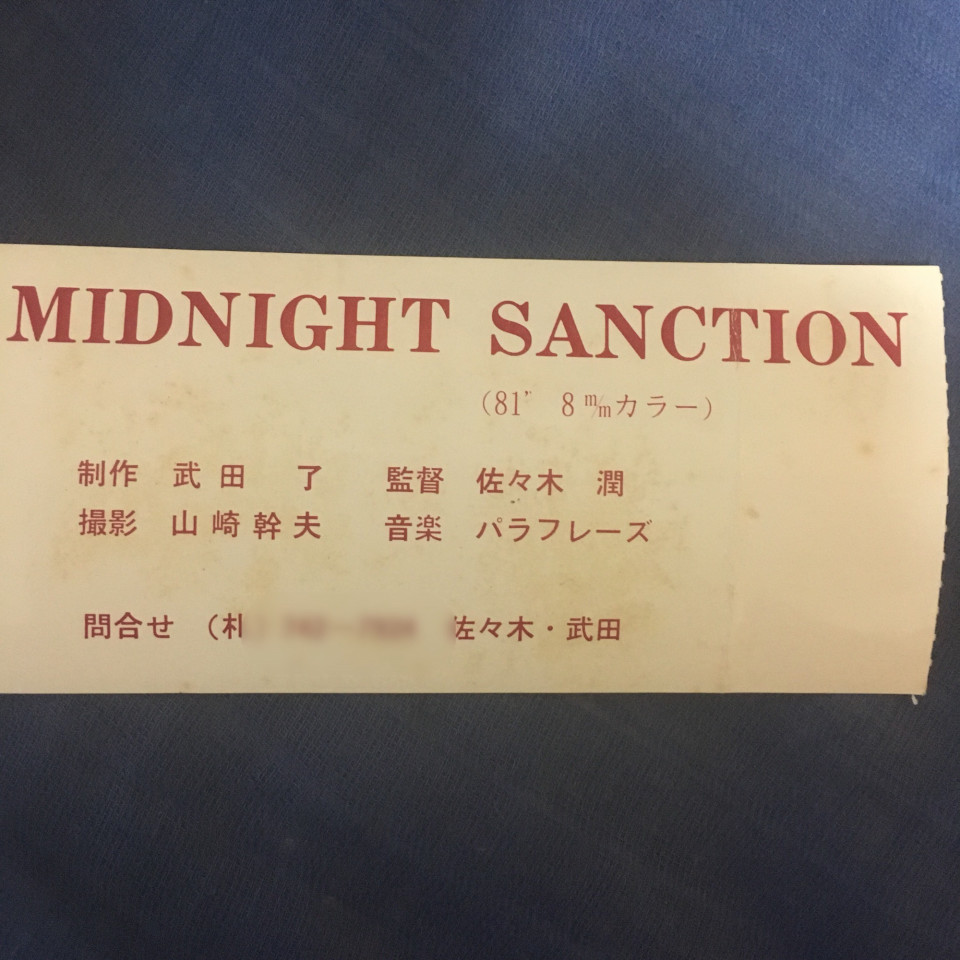 MIDNIGHT SANCTION
(81" 8 m/mカラー)
制作 武田 了 監督 佐々木 潤
撮影 山崎幹夫 音楽 パラフレーズ
問合せ (札 佐々木・武田